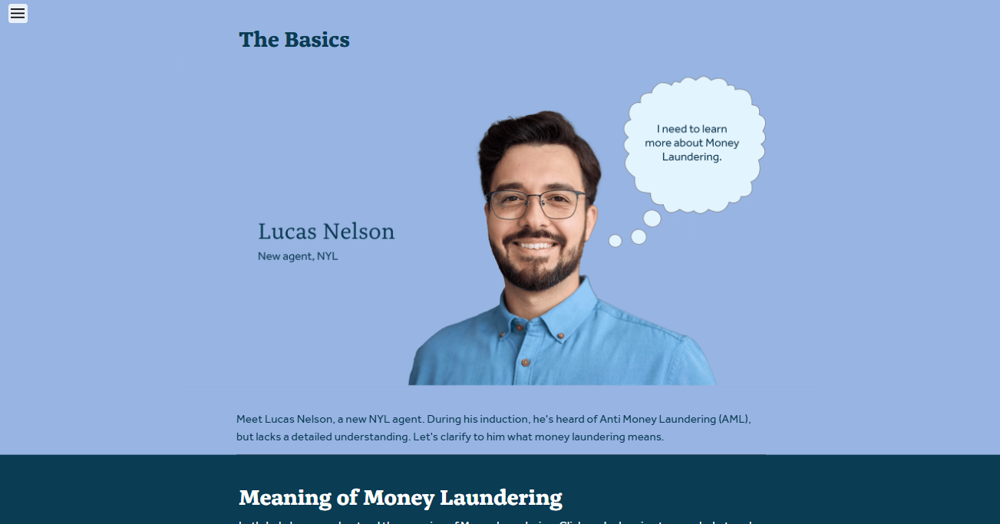 The Basics
I need to learn
more about Money
Laundering.
Lucas Nelson
New agent, NYL
Meet Lucas Nelson, a new NYL agent. During his induction, he's heard of Anti Money Laundering (AML),
but lacks a detailed understanding. Let's clarify to him what money laundering means.
Meaning of Money Laundering